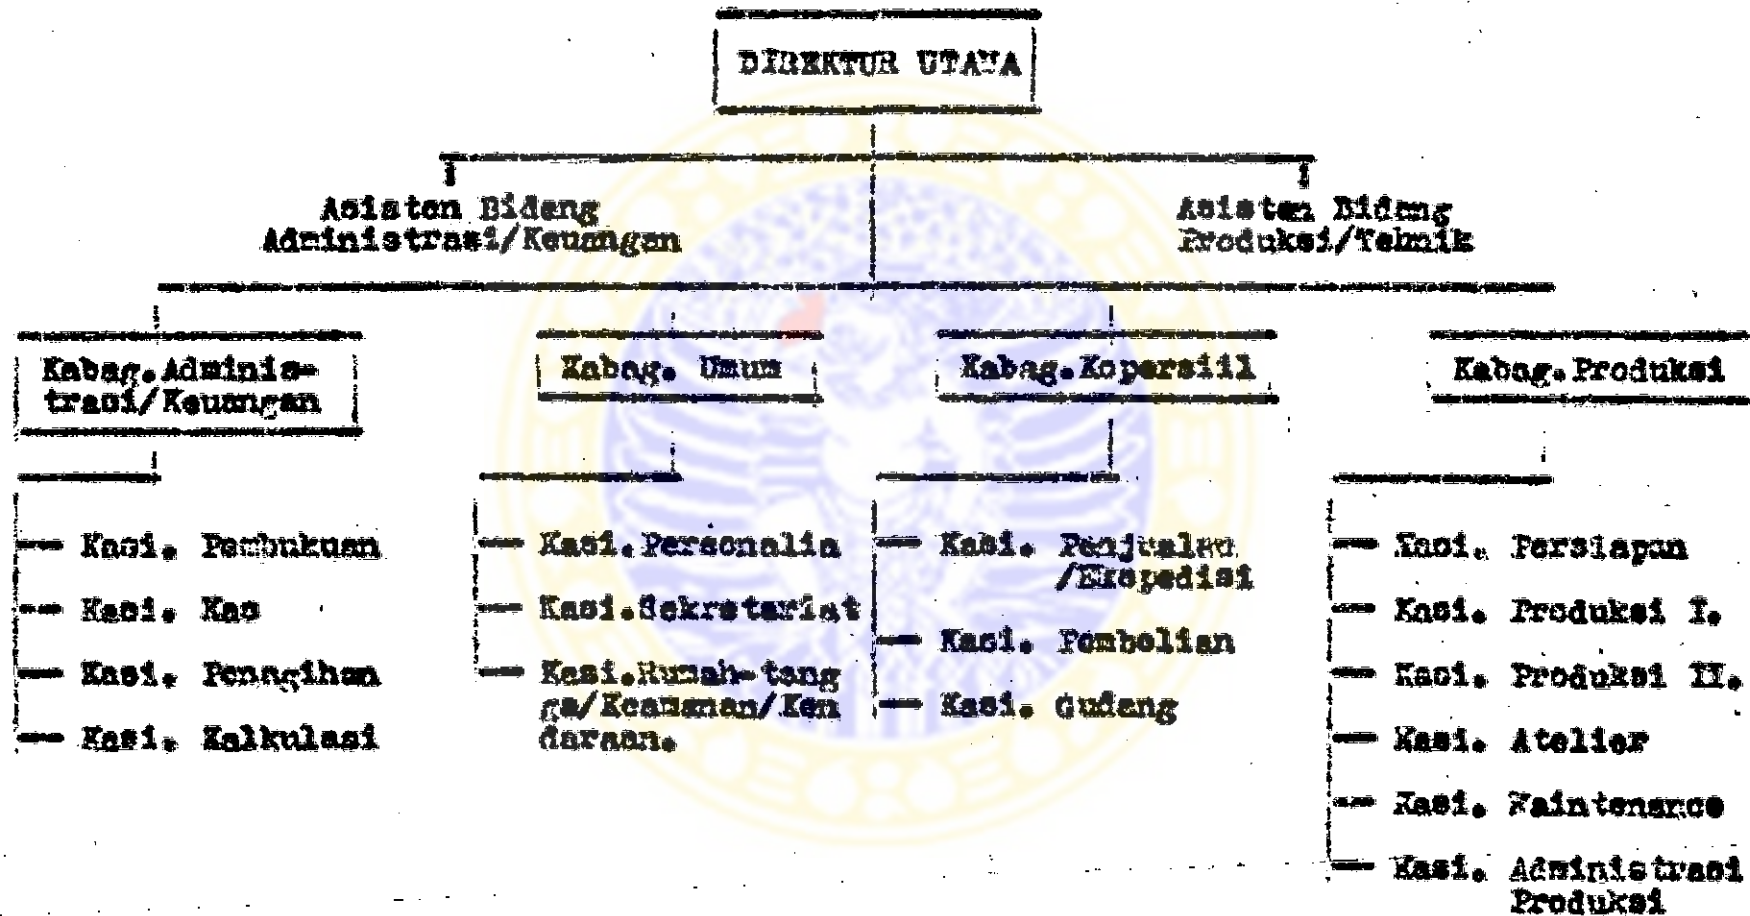 DIREKTUR UTAMA
Asisten Bidang
Administrasi/Keuangan
Asisten Bidang
Produksi/Tehnik
Kabag.Adminis-
trasi/Keuangan
Kabag. Umum
Kabag.Kopersiil
Kabag.Produksi
Kasi. Pembukuan
Kasi. Kas
Kasi. Penagihan
Kasi. Kalkulasi
Kasi.Personalia
Kasi.Sekretariat
Kasi.Rumah-tang
ga/Keamanan/Ken
daraan.
Kasi. Penjualan
/Ekspedisi
Kasi. Pembelian
Kasi. Gudang
Kasi. Persiapan
Kasi. Produksi I.
Kasi. Produksi II.
Kasi. Atelier
Kasi. Maintenance
Kasi. Administrasi
Produksi